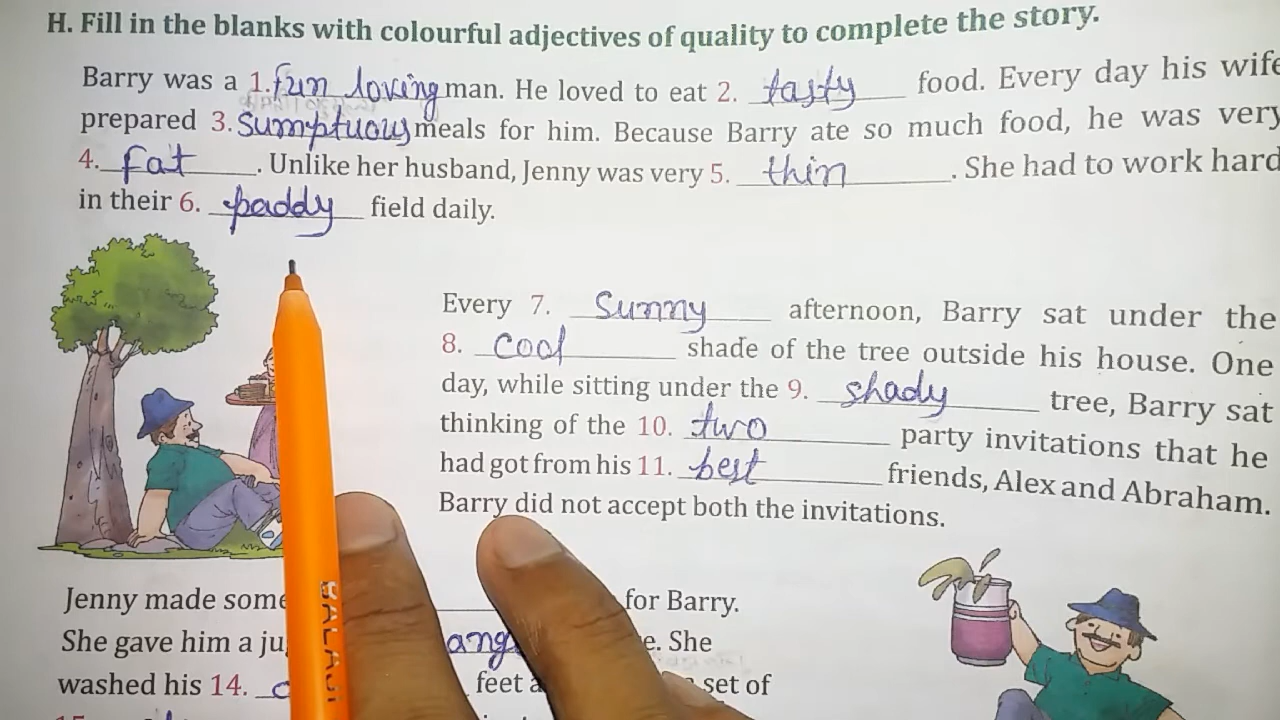 H. Fill in the blanks with colourful adjectives of quality to complete the story.
Barry was a 1. fun loving man. He loved to eat 2. tasty food. Every day his wife
prepared 3. sumptuous meals for him. Because Barry ate so much food, he was very
4. fat. Unlike her husband, Jenny was very 5. thin. She had to work hard
in their 6. paddy field daily.
Every 7. Sunny afternoon, Barry sat under the
8. cool shade of the tree outside his house. One
day, while sitting under the 9. shady tree, Barry sat
thinking of the 10. two party invitations that he
had got from his 11. best friends, Alex and Abraham.
Barry did not accept both the invitations.
Jenny made some for Barry.
She gave him a She
washed his 14. feet set of
BALAJI